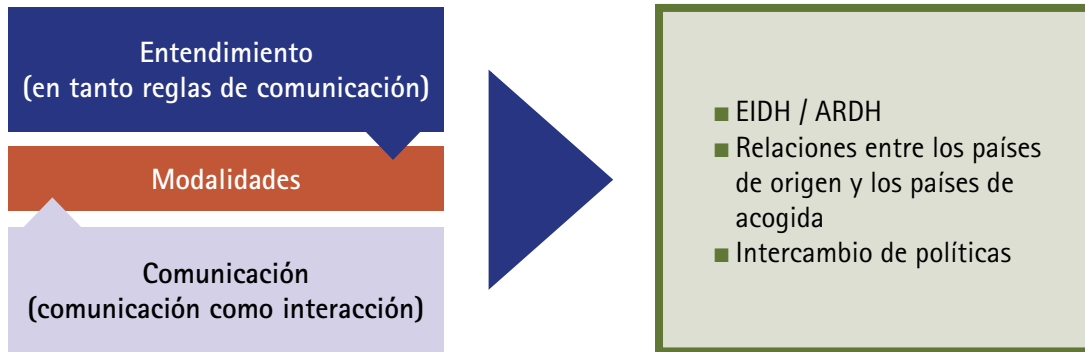 Entendimiento
(en tanto reglas de comunicación)
Modalidades
Comunicación
(comunicación como interacción)
■ EIDH / ARDH
■ Relaciones entre los países
de origen y los países de
acogida
■ Intercambio de políticas